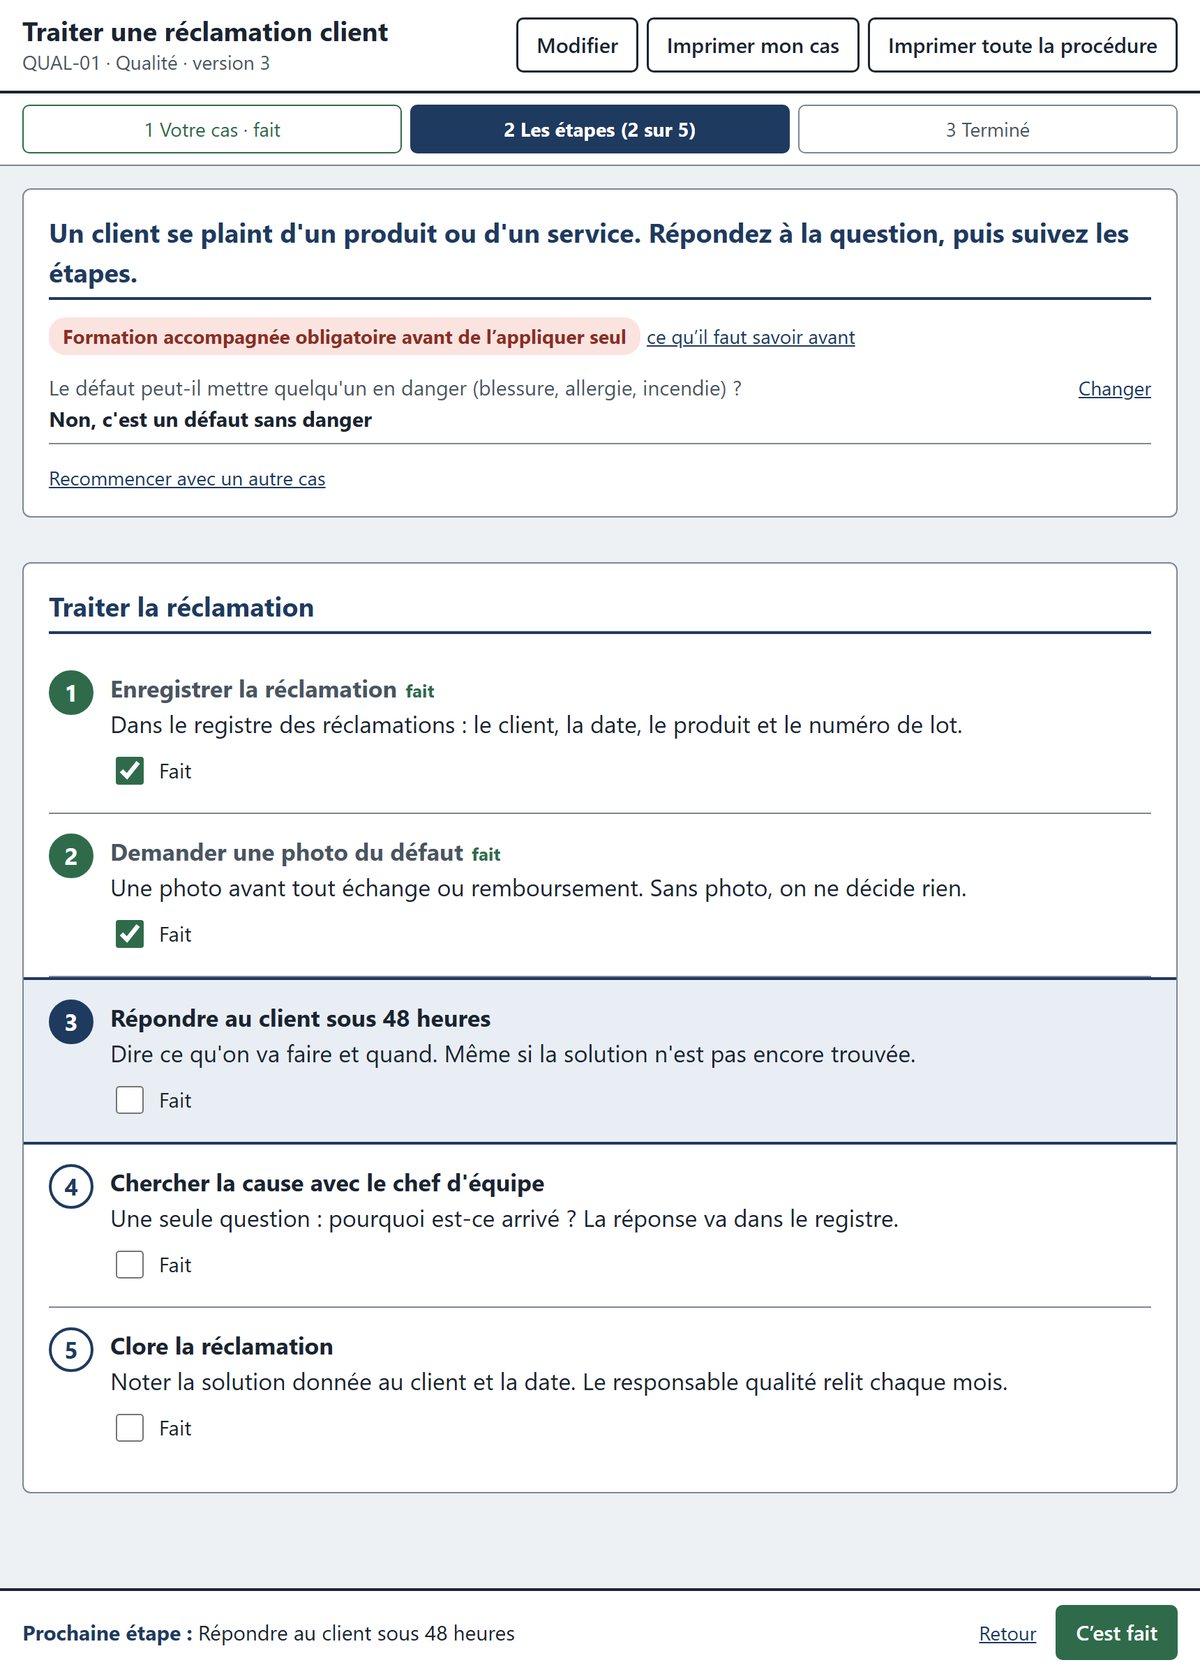 Traiter une réclamation client
QUAL-01 · Qualité · version 3
Modifier
Imprimer mon cas
Imprimer toute la procédure
1 Votre cas · fait
2 Les étapes (2 sur 5)
3 Terminé
Un client se plaint d'un produit ou d'un service. Répondez à la question, puis suivez les
étapes.
Formation accompagnée obligatoire avant de l’appliquer seul
ce qu’il faut savoir avant
Le défaut peut-il mettre quelqu'un en danger (blessure, allergie, incendie) ?
Changer
Non, c'est un défaut sans danger
Recommencer avec un autre cas
Traiter la réclamation
1
Enregistrer la réclamation fait
Dans le registre des réclamations : le client, la date, le produit et le numéro de lot.
Fait
2
Demander une photo du défaut fait
Une photo avant tout échange ou remboursement. Sans photo, on ne décide rien.
Fait
3
Répondre au client sous 48 heures
Dire ce qu'on va faire et quand. Même si la solution n'est pas encore trouvée.
Fait
4
Chercher la cause avec le chef d'équipe
Une seule question : pourquoi est-ce arrivé ? La réponse va dans le registre.
Fait
5
Clore la réclamation
Noter la solution donnée au client et la date. Le responsable qualité relit chaque mois.
Fait
Prochaine étape : Répondre au client sous 48 heures
Retour
C’est fait